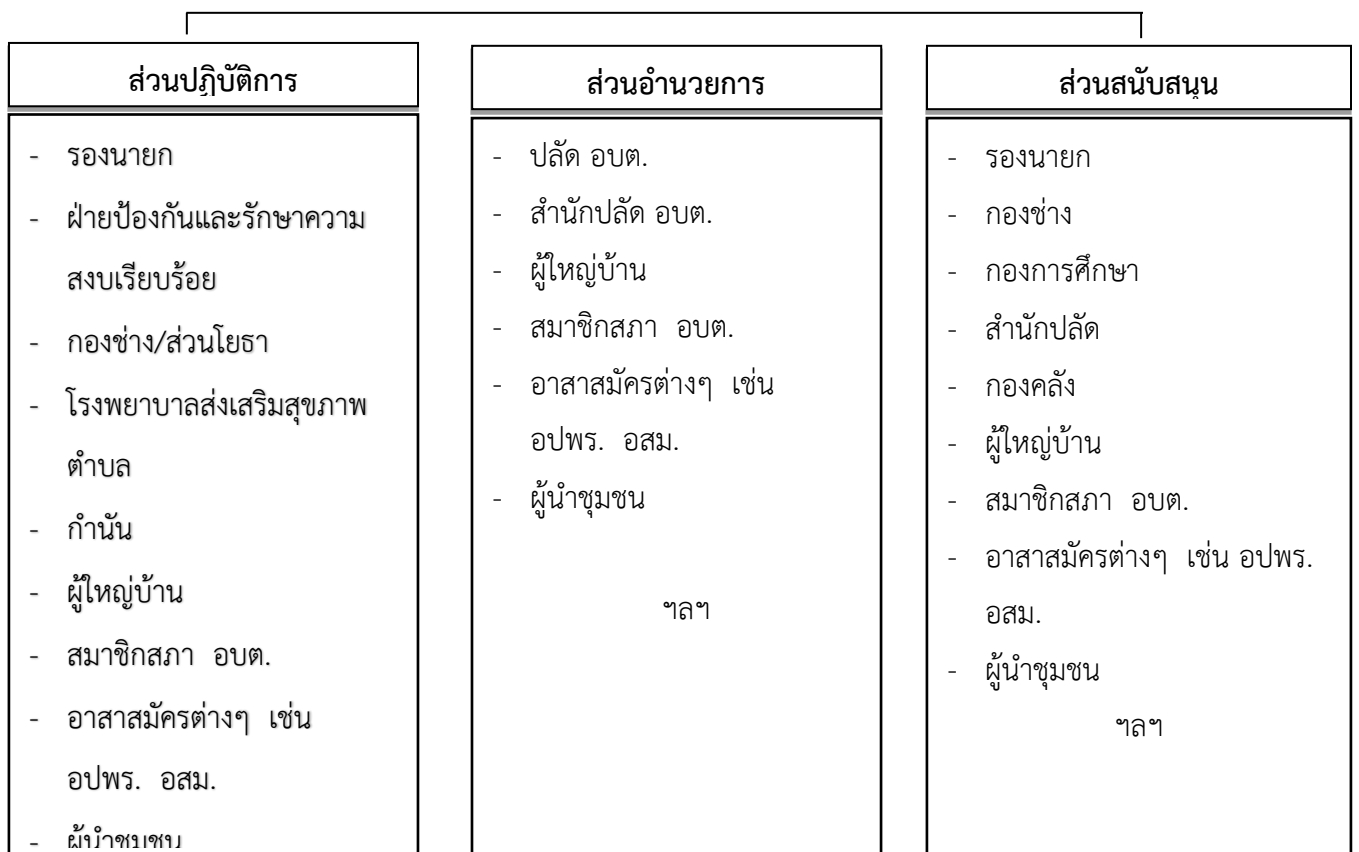 ส่วนปฏิบัติการ
- รองนายก
- ฝ่ายป้องกันและรักษาความ
สงบเรียบร้อย
- กองช่าง/ส่วนโยธา
- โรงพยาบาลส่งเสริมสุขภาพ
ตำบล
- กำนัน
- ผู้ใหญ่บ้าน
- สมาชิกสภา อบต.
- อาสาสมัครต่างๆ เช่น
อปพร. อสม.
- ผู้นำชุมชน
ส่วนอำนวยการ
- ปลัด อบต.
- สำนักปลัด อบต.
- ผู้ใหญ่บ้าน
- สมาชิกสภา อบต.
- อาสาสมัครต่างๆ เช่น
อปพร. อสม.
- ผู้นำชุมชน
ฯลฯ
ส่วนสนับสนุน
- รองนายก
- กองช่าง
- กองการศึกษา
- สำนักปลัด
- กองคลัง
- ผู้ใหญ่บ้าน
- สมาชิกสภา อบต.
- อาสาสมัครต่างๆ เช่น อปพร.
อสม.
- ผู้นำชุมชน
ฯลฯ